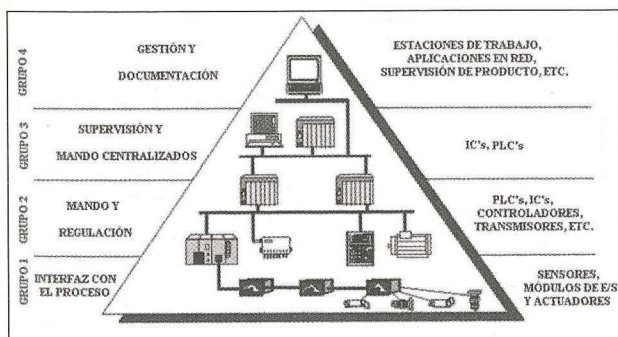 GRUPO 4
GESTIÓN Y
DOCUMENTACIÓN
ESTACIONES DE TRABAJO,
APLICACIONES EN RED,
SUPERVISIÓN DE PRODUCTO, ETC.
GRUPO 3
SUPERVISIÓN Y
MANDO CENTRALIZADOS
IC's, PLC's
GRUPO 2
MANDO Y
REGULACIÓN
PLC's, IC's,
CONTROLADORES,
TRANSMISORES, ETC.
GRUPO 1
INTERFAZ CON
EL PROCESO
SENSORES,
MÓDULOS DE E/S
Y ACTUADORES